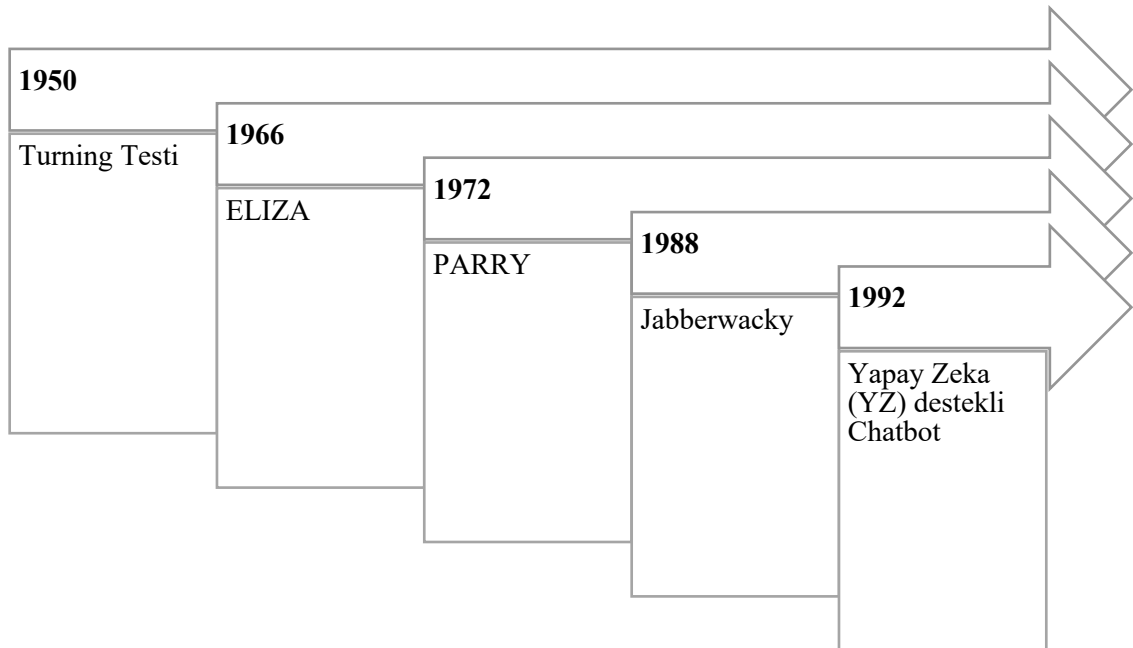 1950
Turning Testi
1966
ELIZA
1972
PARRY
1988
Jabberwacky
1992
Yapay Zeka
(YZ) destekli
Chatbot